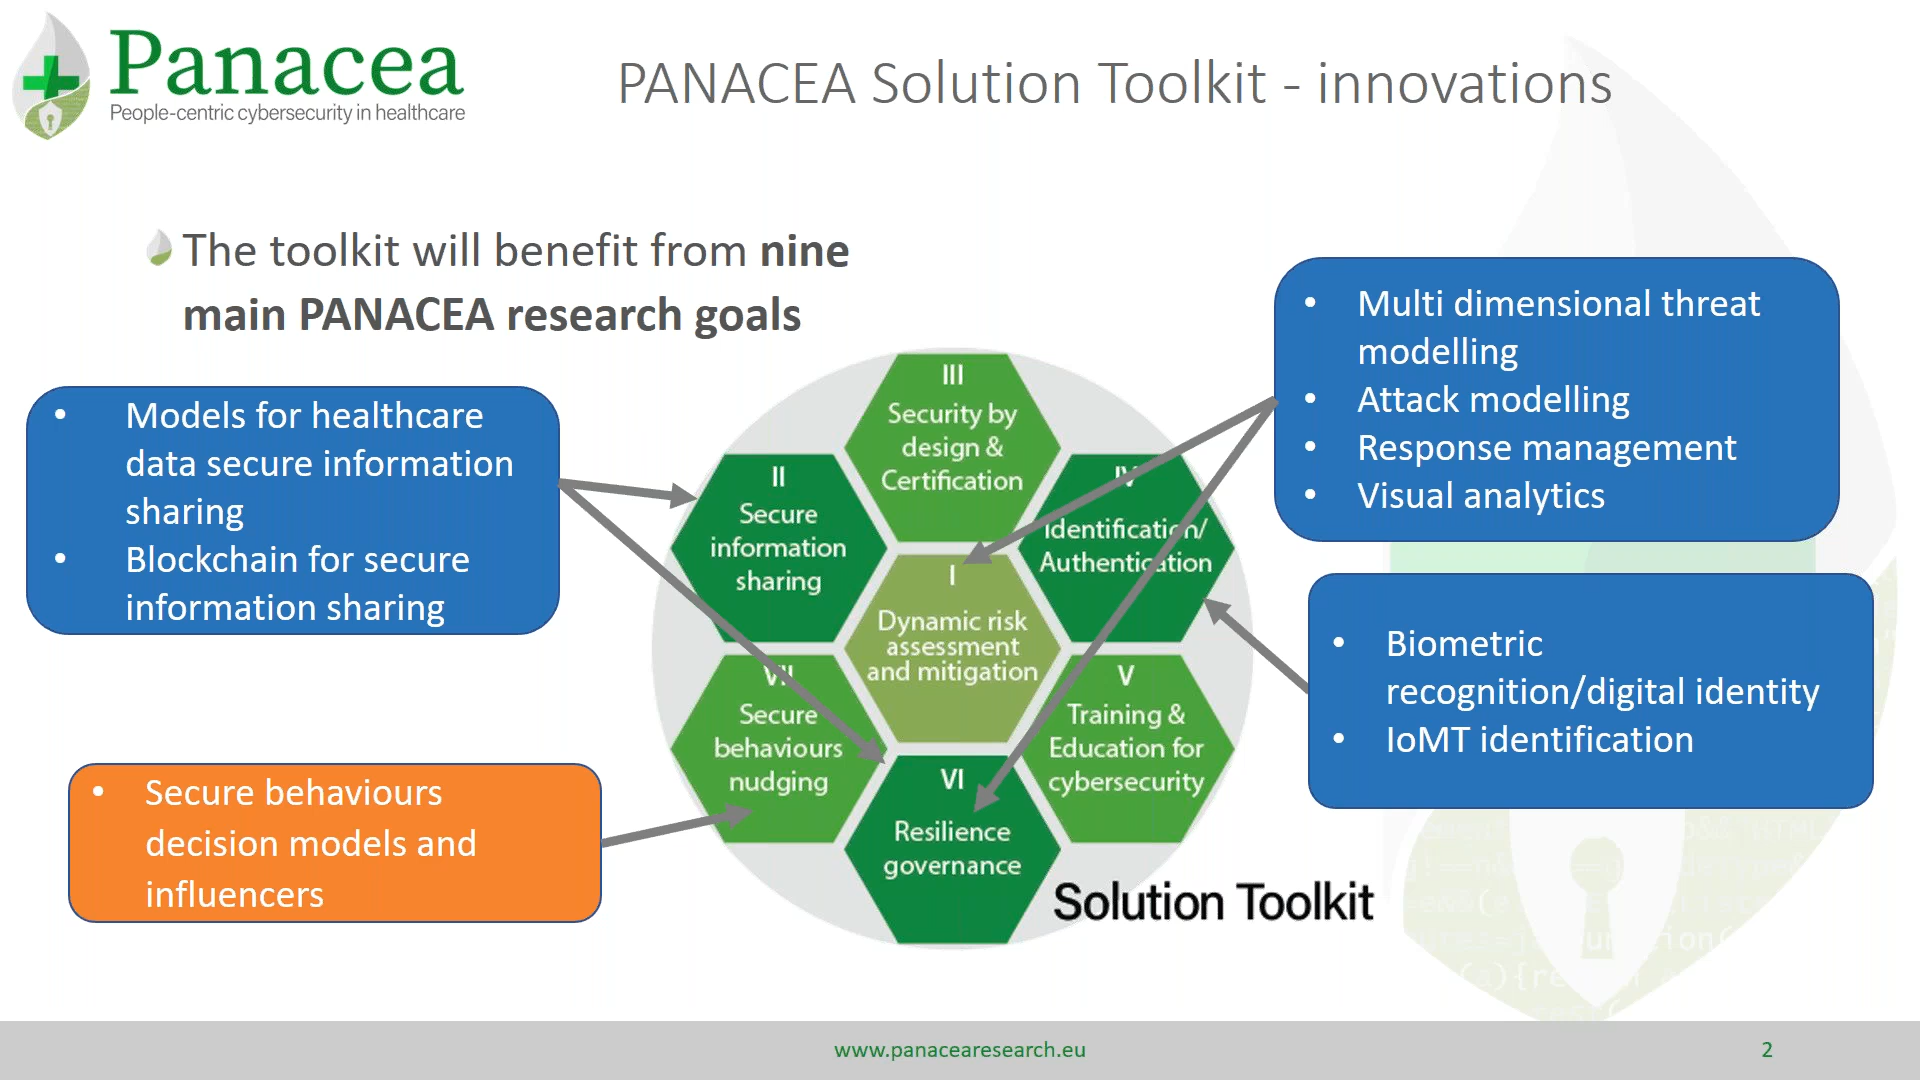 Panacea
People-centric cybersecurity in healthcare
PANACEA Solution Toolkit - innovations
The toolkit will benefit from nine
main PANACEA research goals
• Models for healthcare
data secure information
sharing
• Blockchain for secure
information sharing
• Secure behaviours
decision models and
influencers
III
Security by
design &
Certification
II
Secure
information
sharing
IV
Identification/
Authentication
I
Dynamic risk
assessment
and mitigation
VII
Secure
behaviours
nudging
V
Training &
Education for
cybersecurity
VI
Resilience
governance
Solution Toolkit
• Multi dimensional threat
modelling
• Attack modelling
• Response management
• Visual analytics
• Biometric
recognition/digital identity
• IoMT identification
www.panacearesearch.eu
2